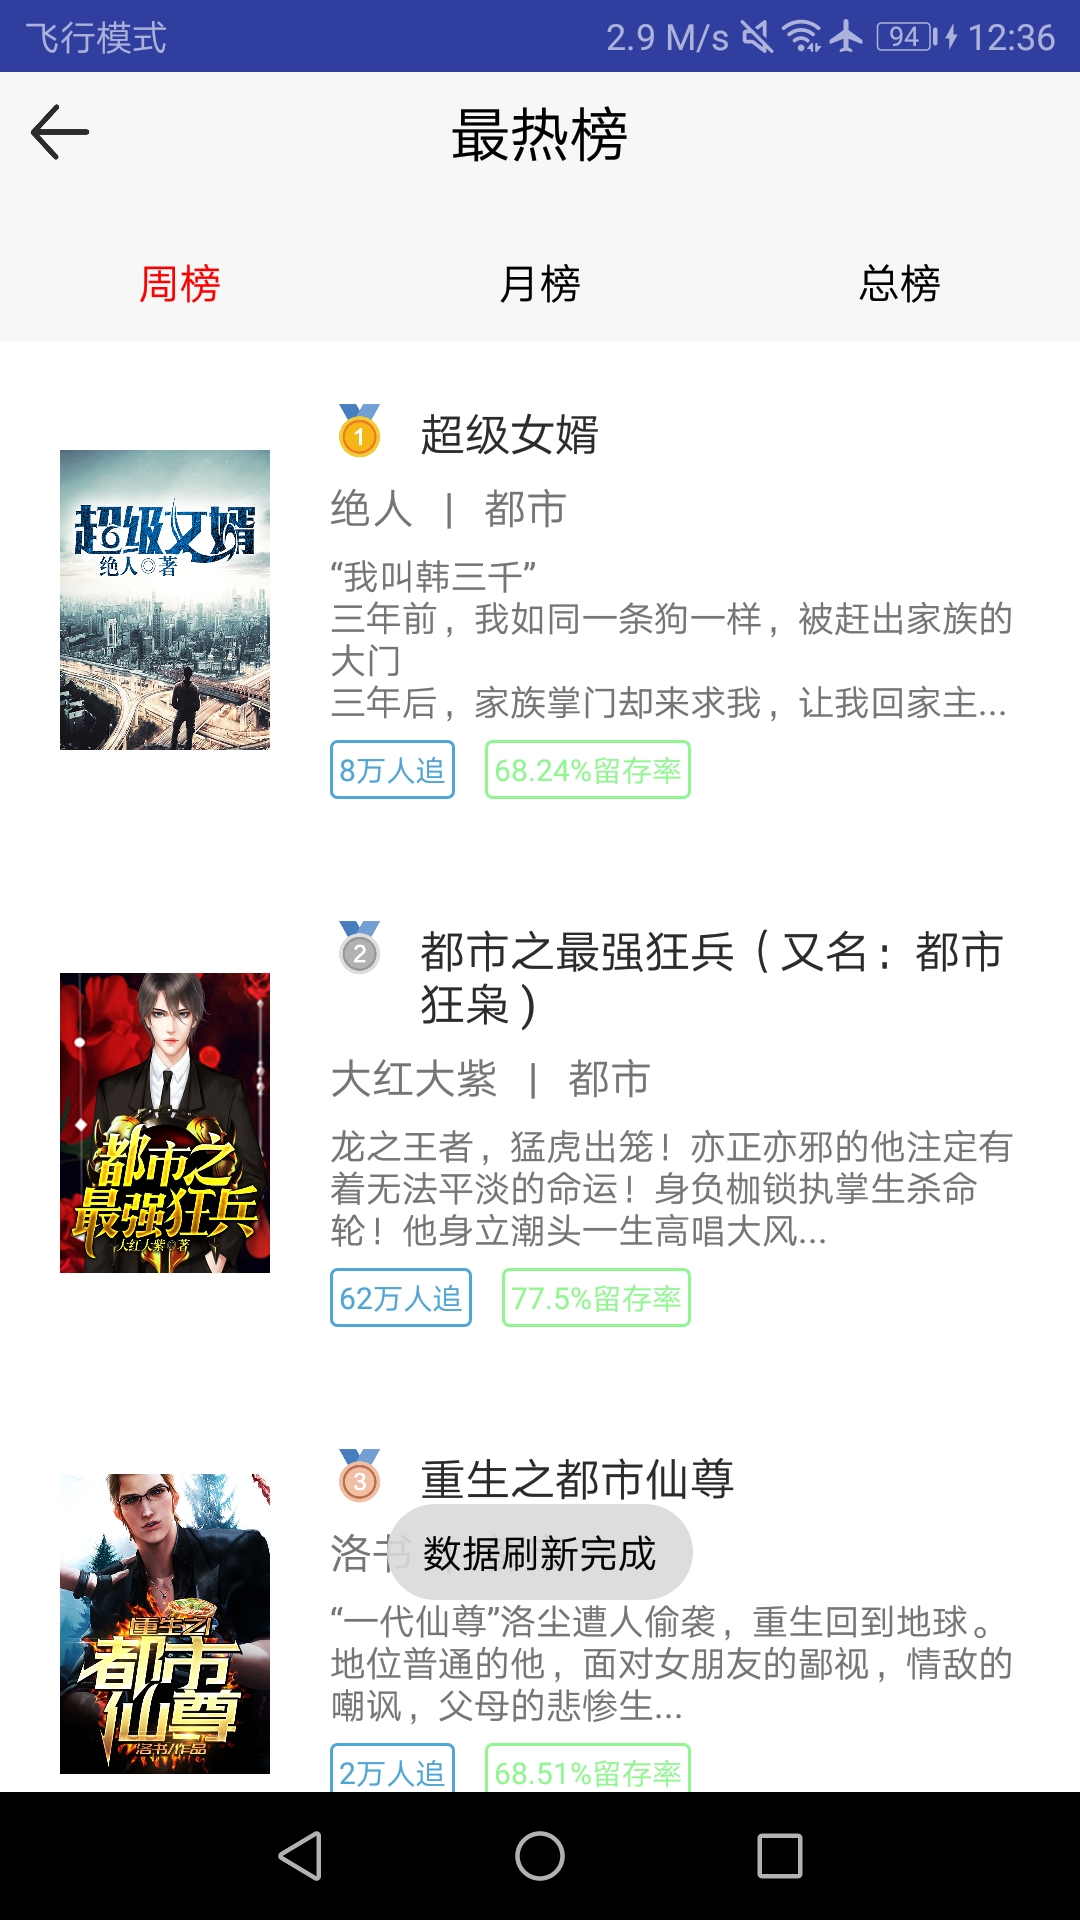 飞行模式 2.9 M/s 94 12:36
最热榜
周榜 月榜 总榜
1 超级女婿
绝人 | 都市
“我叫韩三千”
三年前，我如同一条狗一样，被赶出家族的
大门
三年后，家族掌门却来求我，让我回家主...
8万人追 68.24%留存率
超级女婿
绝人◎著
2 都市之最强狂兵（又名：都市
狂枭）
大红大紫 | 都市
龙之王者，猛虎出笼！亦正亦邪的他注定有
着无法平淡的命运！身负枷锁执掌生杀命
轮！他身立潮头一生高唱大风...
62万人追 77.5%留存率
都市之
最强狂兵
大红大紫◎著
3 重生之都市仙尊
洛书
数据刷新完成
“一代仙尊”洛尘遭人偷袭，重生回到地球。
地位普通的他，面对女朋友的鄙视，情敌的
嘲讽，父母的悲惨生...
2万人追 68.51%留存率
重生之
都市
仙尊
洛书/作品